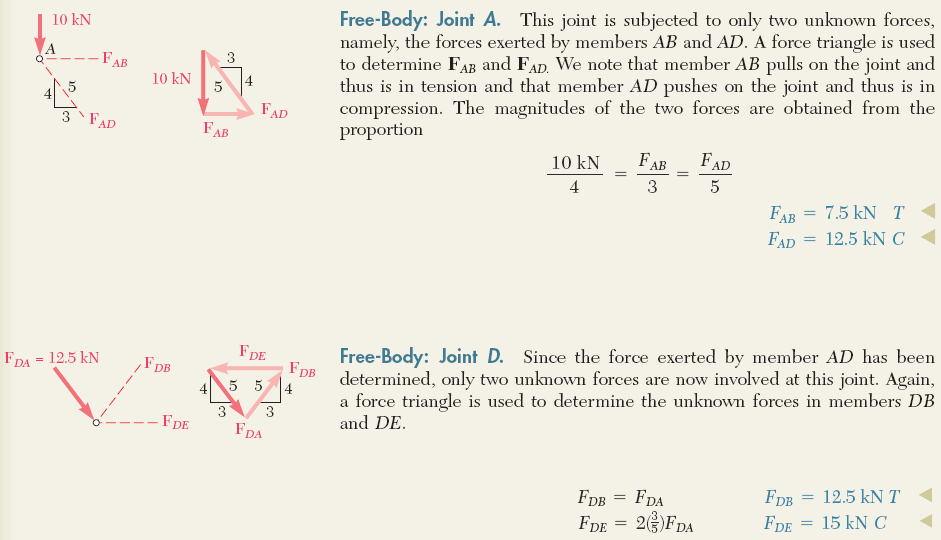 10 kN
A
F_AB
5
4
3
F_AD
3
10 kN
5
4
F_AD
F_AB
Free-Body: Joint A. This joint is subjected to only two unknown forces,
namely, the forces exerted by members AB and AD. A force triangle is used
to determine F_AB and F_AD. We note that member AB pulls on the joint and
thus is in tension and that member AD pushes on the joint and thus is in
compression. The magnitudes of the two forces are obtained from the
proportion
10 kN/4 = F_AB/3 = F_AD/5
F_AB = 7.5 kN T
F_AD = 12.5 kN C
F_DA = 12.5 kN
F_DB
F_DE
F_DE
F_DB
4
5
5
4
3
3
F_DA
Free-Body: Joint D. Since the force exerted by member AD has been
determined, only two unknown forces are now involved at this joint. Again,
a force triangle is used to determine the unknown forces in members DB
and DE.
F_DB = F_DA F_DB = 12.5 kN T
F_DE = 2(3/5)F_DA F_DE = 15 kN C